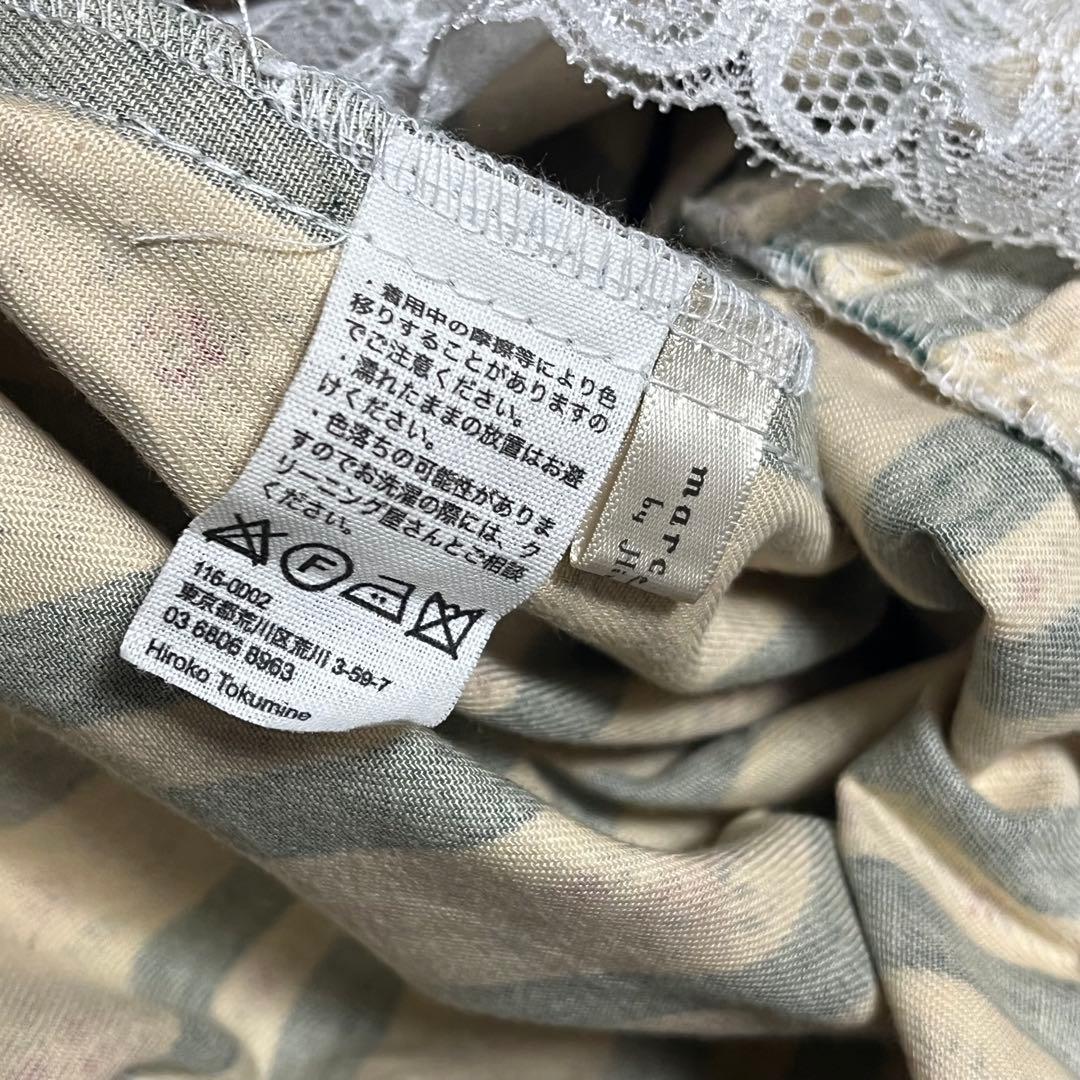 ・着用中の摩擦等により色
移りすることがありますの
でご注意ください。
・濡れたままの放置はお避
けください。
・色落ちの可能性がありま
すのでお洗濯の際には、ク
リーニング屋さんとご相談
ください。
F
116-0002
東京都荒川区荒川 3-59-7
03 6806 8963
Hiroko Tokumine
marc
by Hi